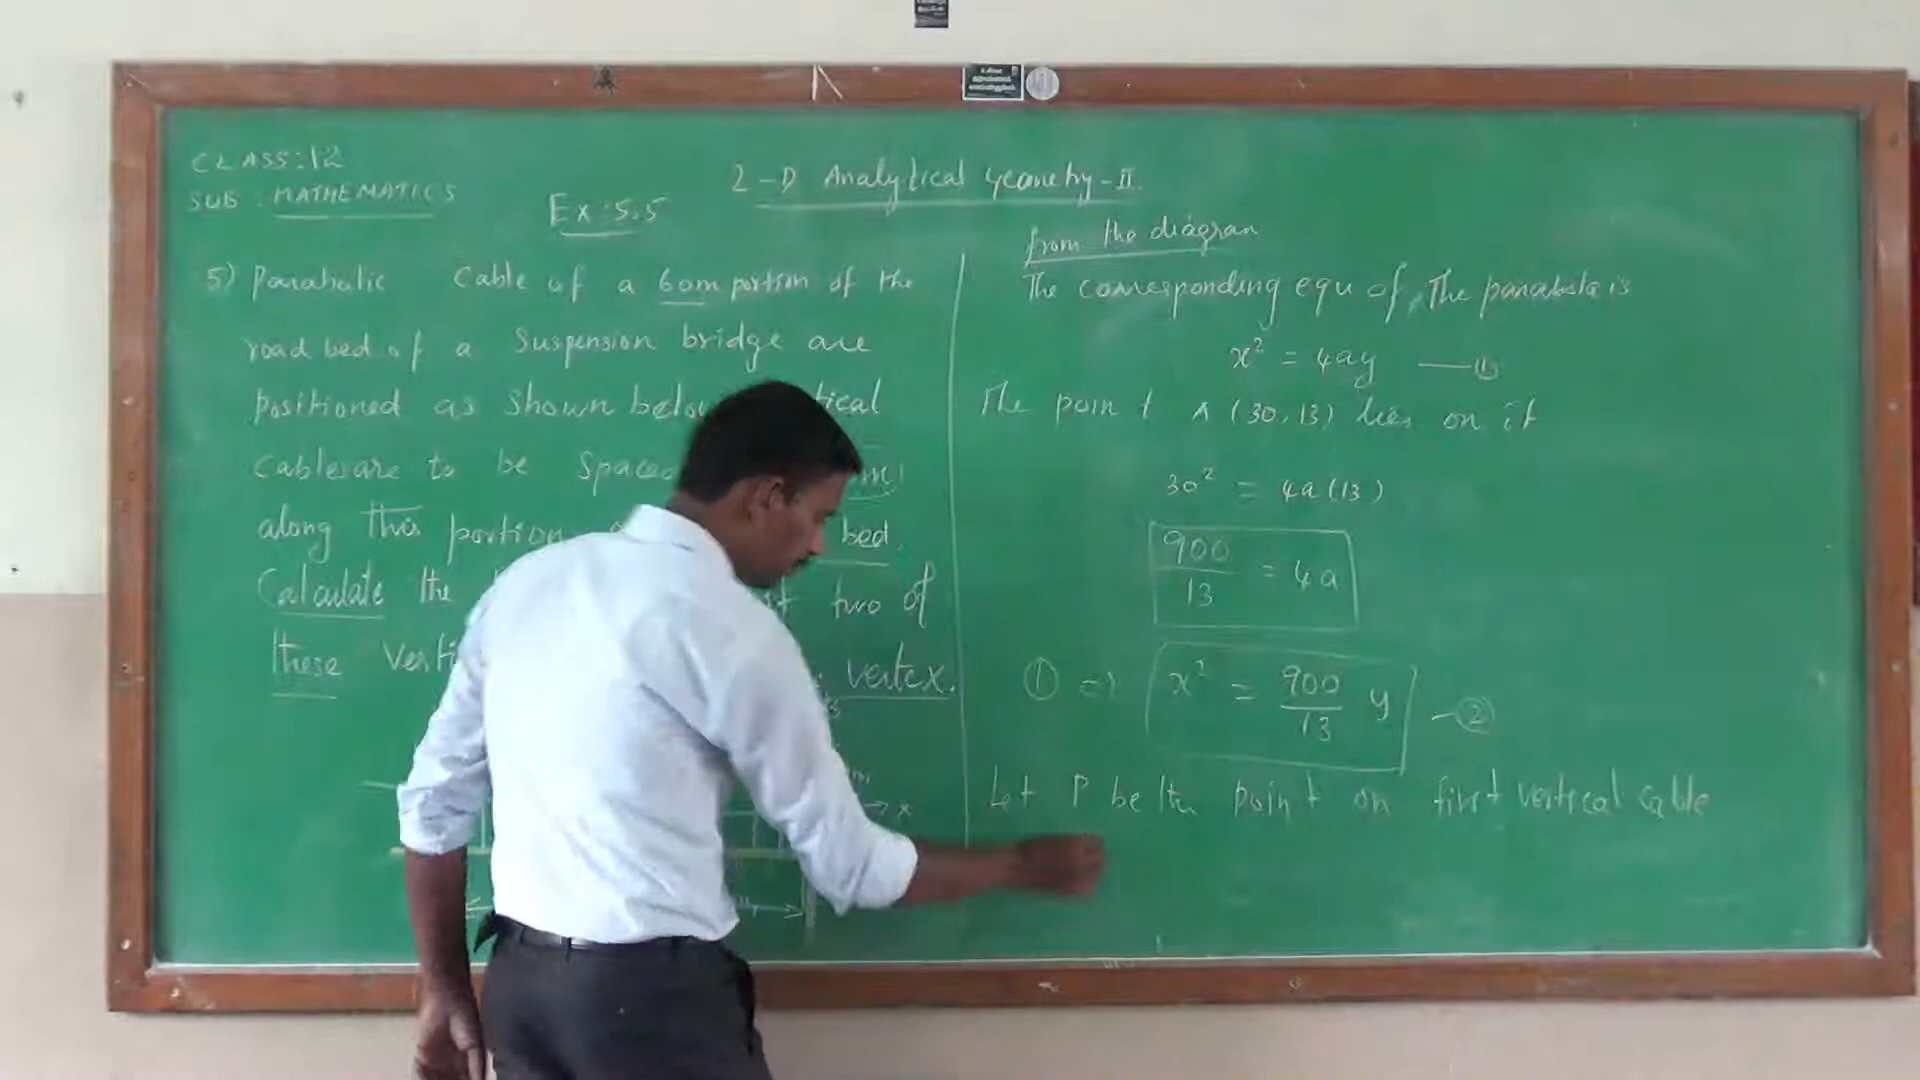 CLASS: 12
SUB : MATHEMATICS
2-D Analytical Geometry-II.
Ex: 5.5
5) Parabolic Cable of a 60m portion of the
road bed of a suspension bridge are
positioned as shown below
cables are to be spaced m
along this portion bed.
Calculate the two of
these Verti vertex.
x
from the diagram
The corresponding equ of The parabola is
x² = 4ay —①
The point A (30, 13) lies on it
30² = 4a(13)
900/13 = 4a
① ⇒ x² = 900/13 y —②
Let P be the point on first vertical cable